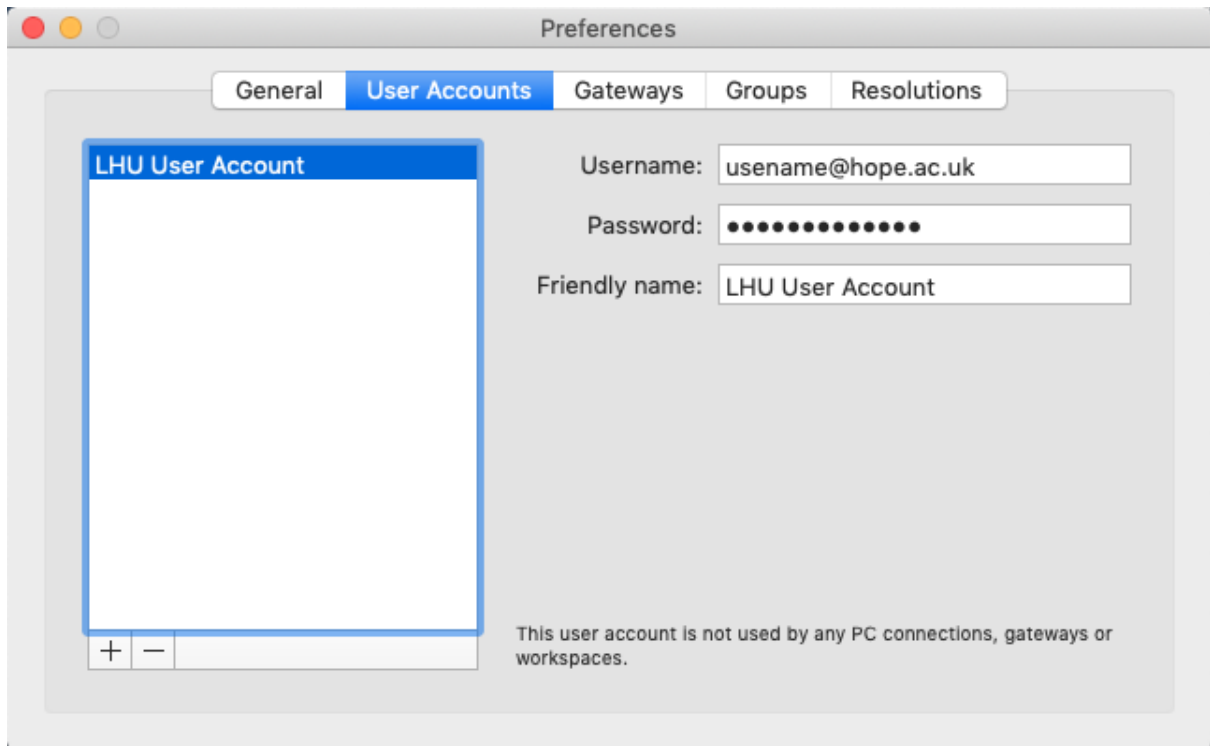 Preferences
General User Accounts Gateways Groups Resolutions
LHU User Account
Username: usename@hope.ac.uk
Password: •••••••••••••
Friendly name: LHU User Account
This user account is not used by any PC connections, gateways or
workspaces.
+ −